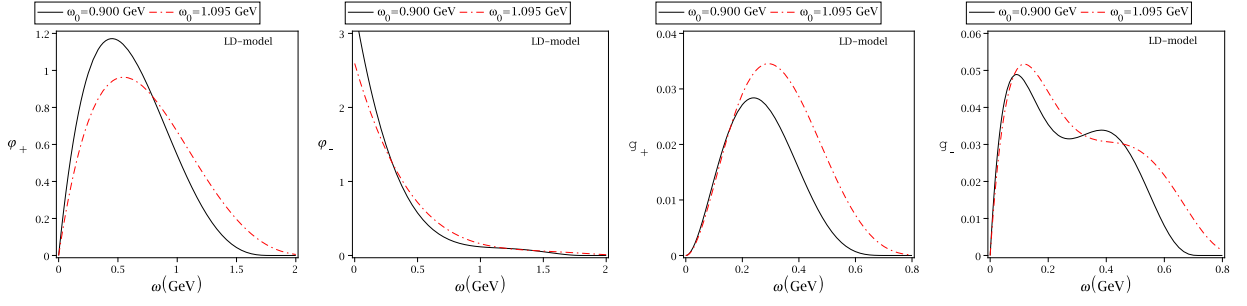 ω₀=0.900 GeV ω₀=1.095 GeV
LD-model
φ₊
1.2
1
0.8
0.6
0.4
0.2
0
0 0.5 1 1.5 2
ω(GeV)
ω₀=0.900 GeV ω₀=1.095 GeV
LD-model
φ₋
3
2
1
0
0 0.5 1 1.5 2
ω(GeV)
ω₀=0.900 GeV ω₀=1.095 GeV
LD-model
g₊
0.04
0.03
0.02
0.01
0
0 0.2 0.4 0.6 0.8
ω(GeV)
ω₀=0.900 GeV ω₀=1.095 GeV
LD-model
g₋
0.06
0.05
0.04
0.03
0.02
0.01
0
0 0.2 0.4 0.6 0.8
ω(GeV)